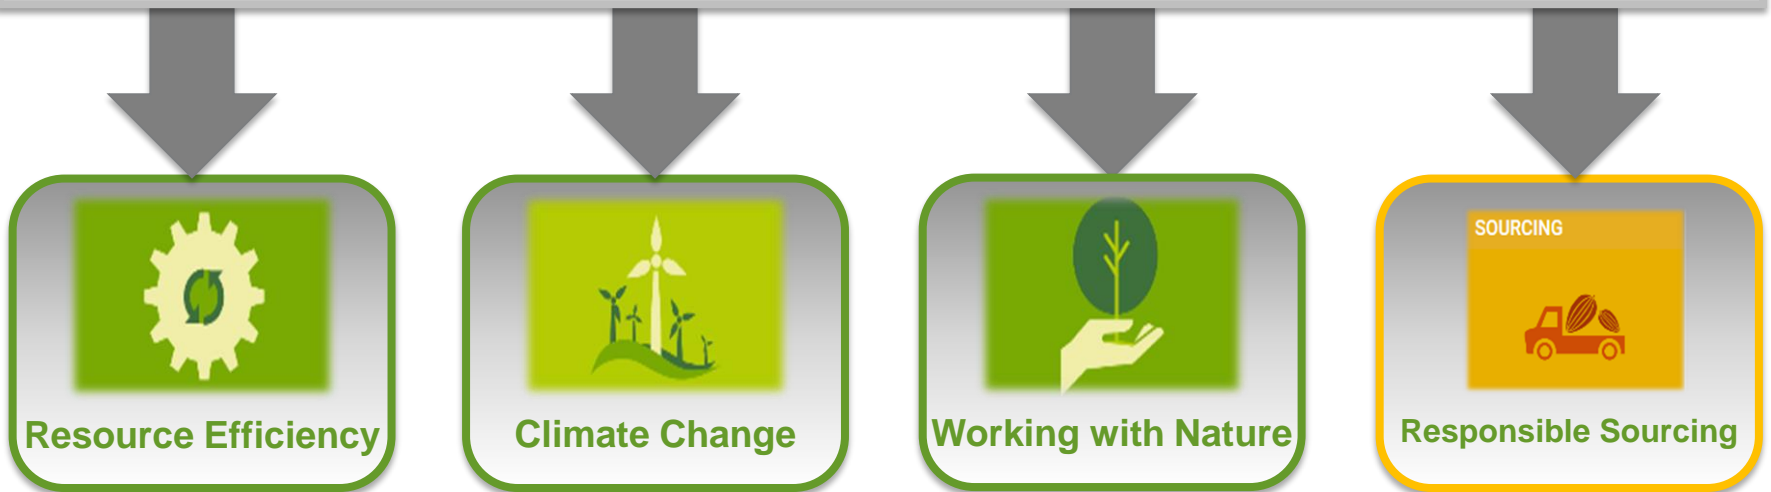 SOURCING
Resource Efficiency
Climate Change
Working with Nature
Responsible Sourcing